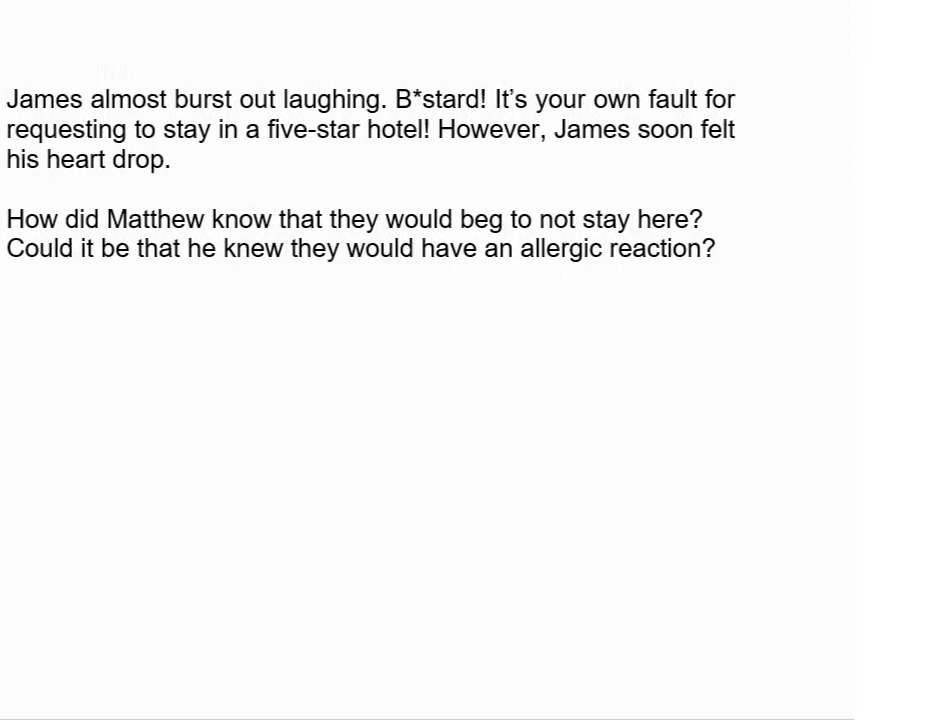 James almost burst out laughing. B*stard! It’s your own fault for
requesting to stay in a five-star hotel! However, James soon felt
his heart drop.
How did Matthew know that they would beg to not stay here?
Could it be that he knew they would have an allergic reaction?